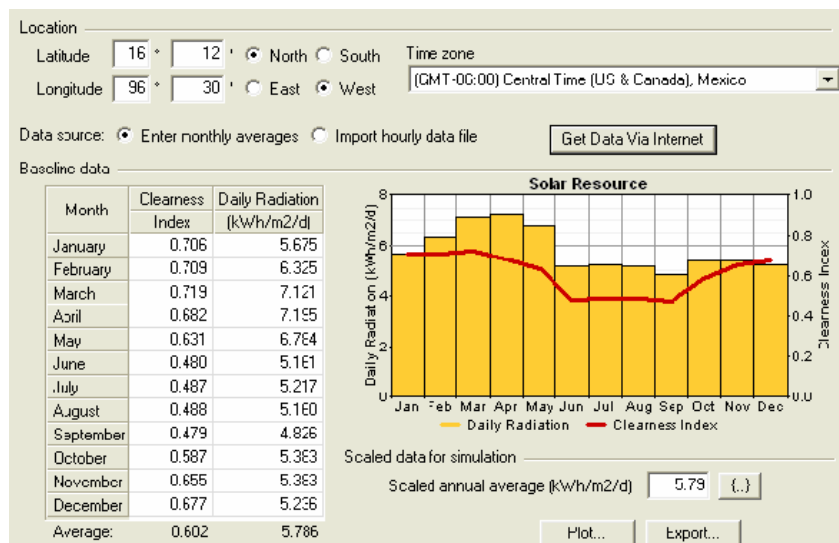 Location
Latitude 16 ° 12 ' North South
Time zone
Longitude 96 ° 30 ' East West
(GMT-06:00) Central Time (US & Canada), Mexico
Data source: Enter monthly averages Import hourly data file Get Data Via Internet
Baseline data
Month Clearness Index Daily Radiation (kWh/m2/d)
January 0.706 5.675
February 0.709 6.325
March 0.719 7.121
April 0.682 7.195
May 0.631 6.784
June 0.480 5.161
July 0.487 5.217
August 0.488 5.160
September 0.479 4.826
October 0.587 5.383
November 0.655 5.383
December 0.677 5.236
Average: 0.602 5.786
Solar Resource
Daily Radiation (kWh/m2/d)
8
6
4
2
0
1.0
0.8
0.6
0.4
0.2
0.0
Clearness Index
Jan Feb Mar Apr May Jun Jul Aug Sep Oct Nov Dec
Daily Radiation Clearness Index
Scaled data for simulation
Scaled annual average (kWh/m2/d) 5.79 {..}
Plot... Export...